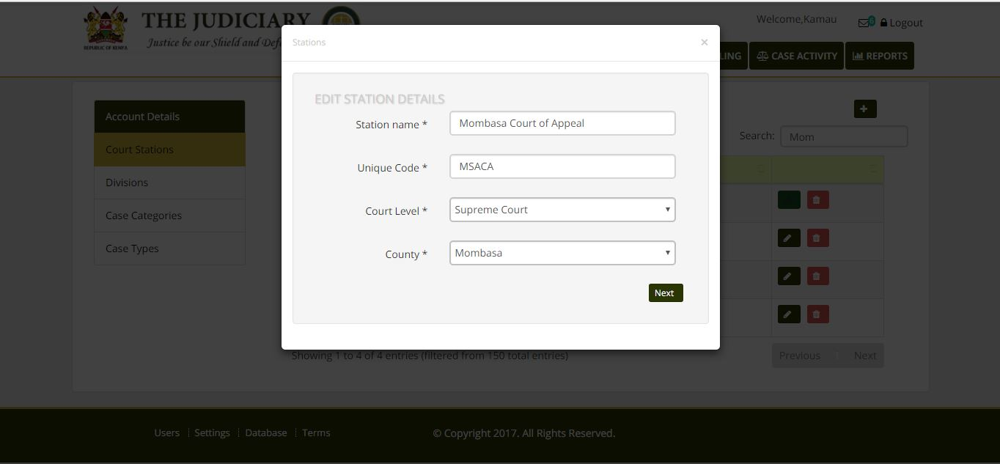 REPUBLIC OF KENYA
THE JUDICIARY
Justice be our Shield and Def
Welcome,Kamau
6
Logout
LING
CASE ACTIVITY
REPORTS
Stations
×
EDIT STATION DETAILS
Station name *
Mombasa Court of Appeal
Unique Code *
MSACA
Court Level *
Supreme Court
County *
Mombasa
Next
Account Details
Court Stations
Divisions
Case Categories
Case Types
Search:
Mom
Showing 1 to 4 of 4 entries (filtered from 150 total entries)
Previous
1
Next
Users
Settings
Database
Terms
© Copyright 2017. All Rights Reserved.